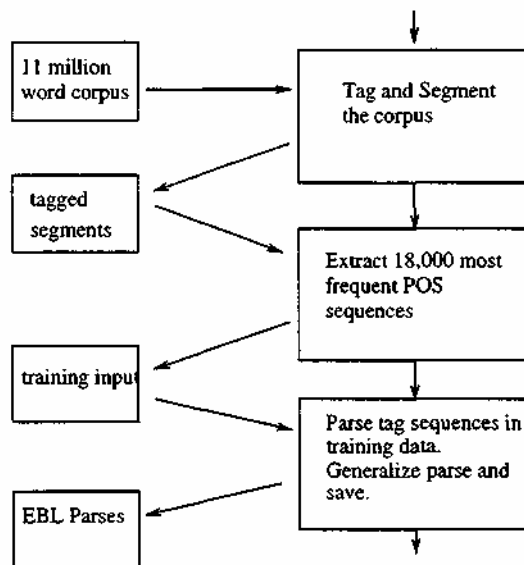 11 million
word corpus
Tag and Segment
the corpus
tagged
segments
Extract 18,000 most
frequent POS
sequences
training input
Parse tag sequences in
training data.
Generalize parse and
save.
EBL Parses